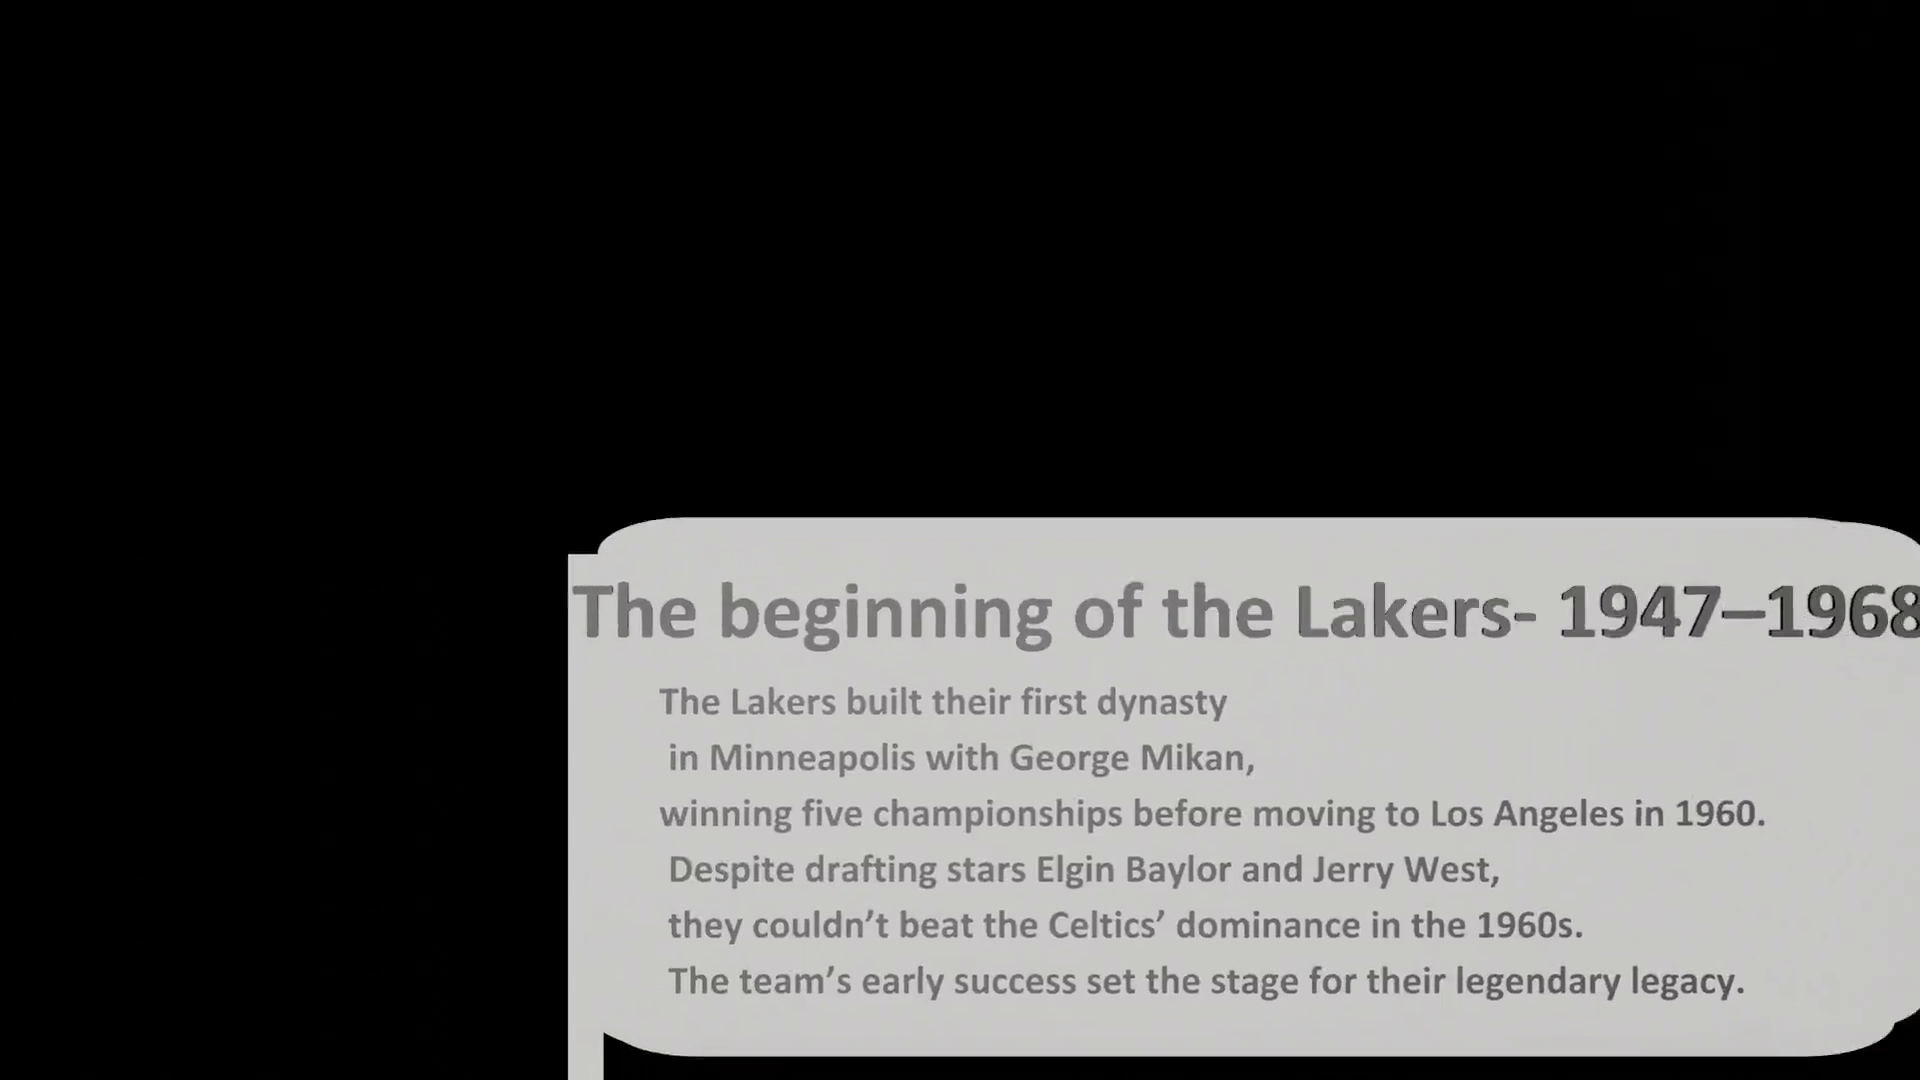 The beginning of the Lakers- 1947–1968
The Lakers built their first dynasty
in Minneapolis with George Mikan,
winning five championships before moving to Los Angeles in 1960.
Despite drafting stars Elgin Baylor and Jerry West,
they couldn’t beat the Celtics’ dominance in the 1960s.
The team’s early success set the stage for their legendary legacy.